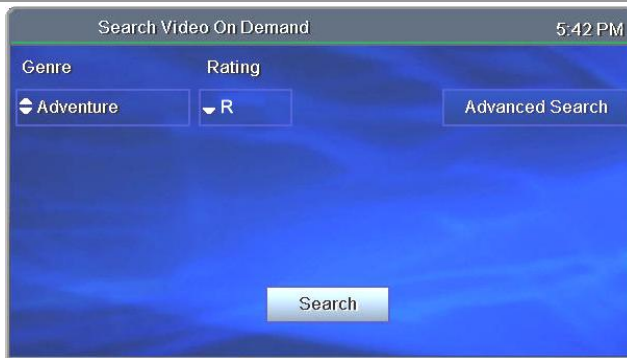 Search Video On Demand 5:42 PM
Genre Rating
Adventure R Advanced Search
Search